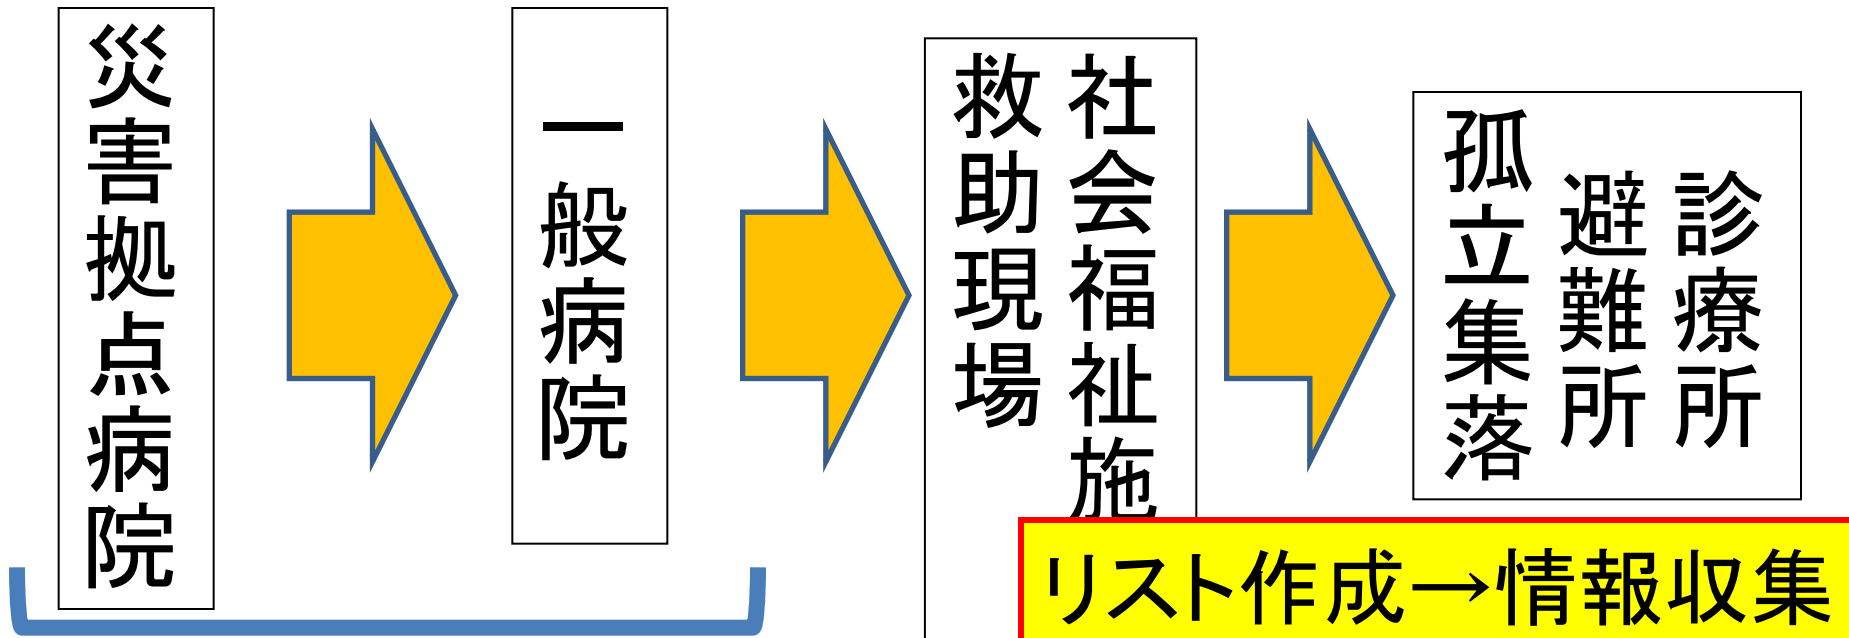 災害拠点病院
一般病院
社会福祉施
救助現場
診療所
避難所
孤立集落
リスト作成→情報収集